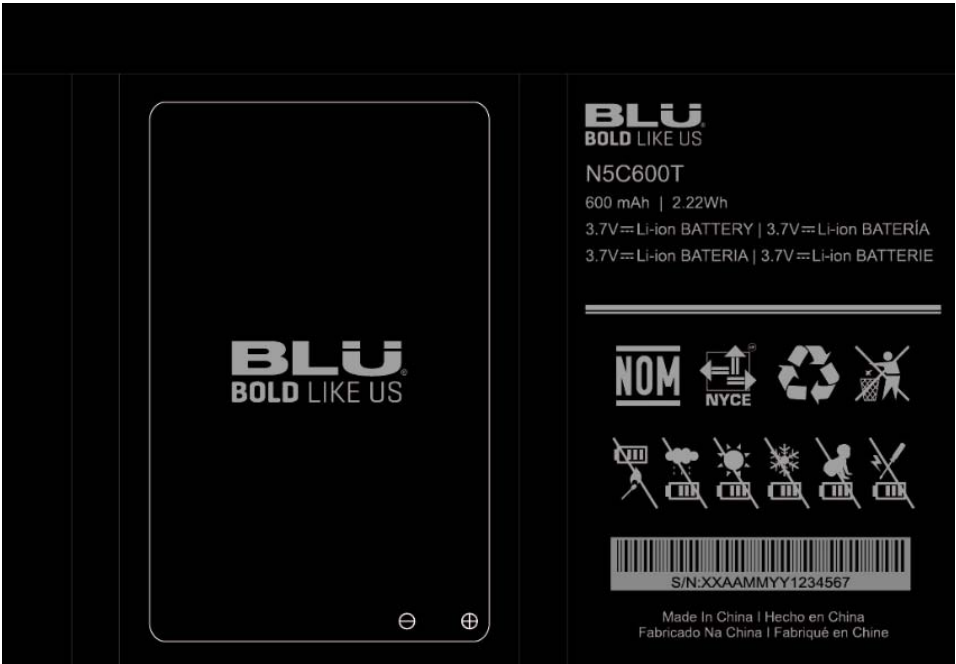 BLU®
BOLD LIKE US
BLU®
BOLD LIKE US
N5C600T
600 mAh | 2.22Wh
3.7V⎓Li-ion BATTERY | 3.7V⎓Li-ion BATERÍA
3.7V⎓Li-ion BATERIA | 3.7V⎓Li-ion BATTERIE
NOM
NYCE
S/N:XXAAMMYY1234567
Made In China I Hecho en China
Fabricado Na China I Fabriqué en Chine